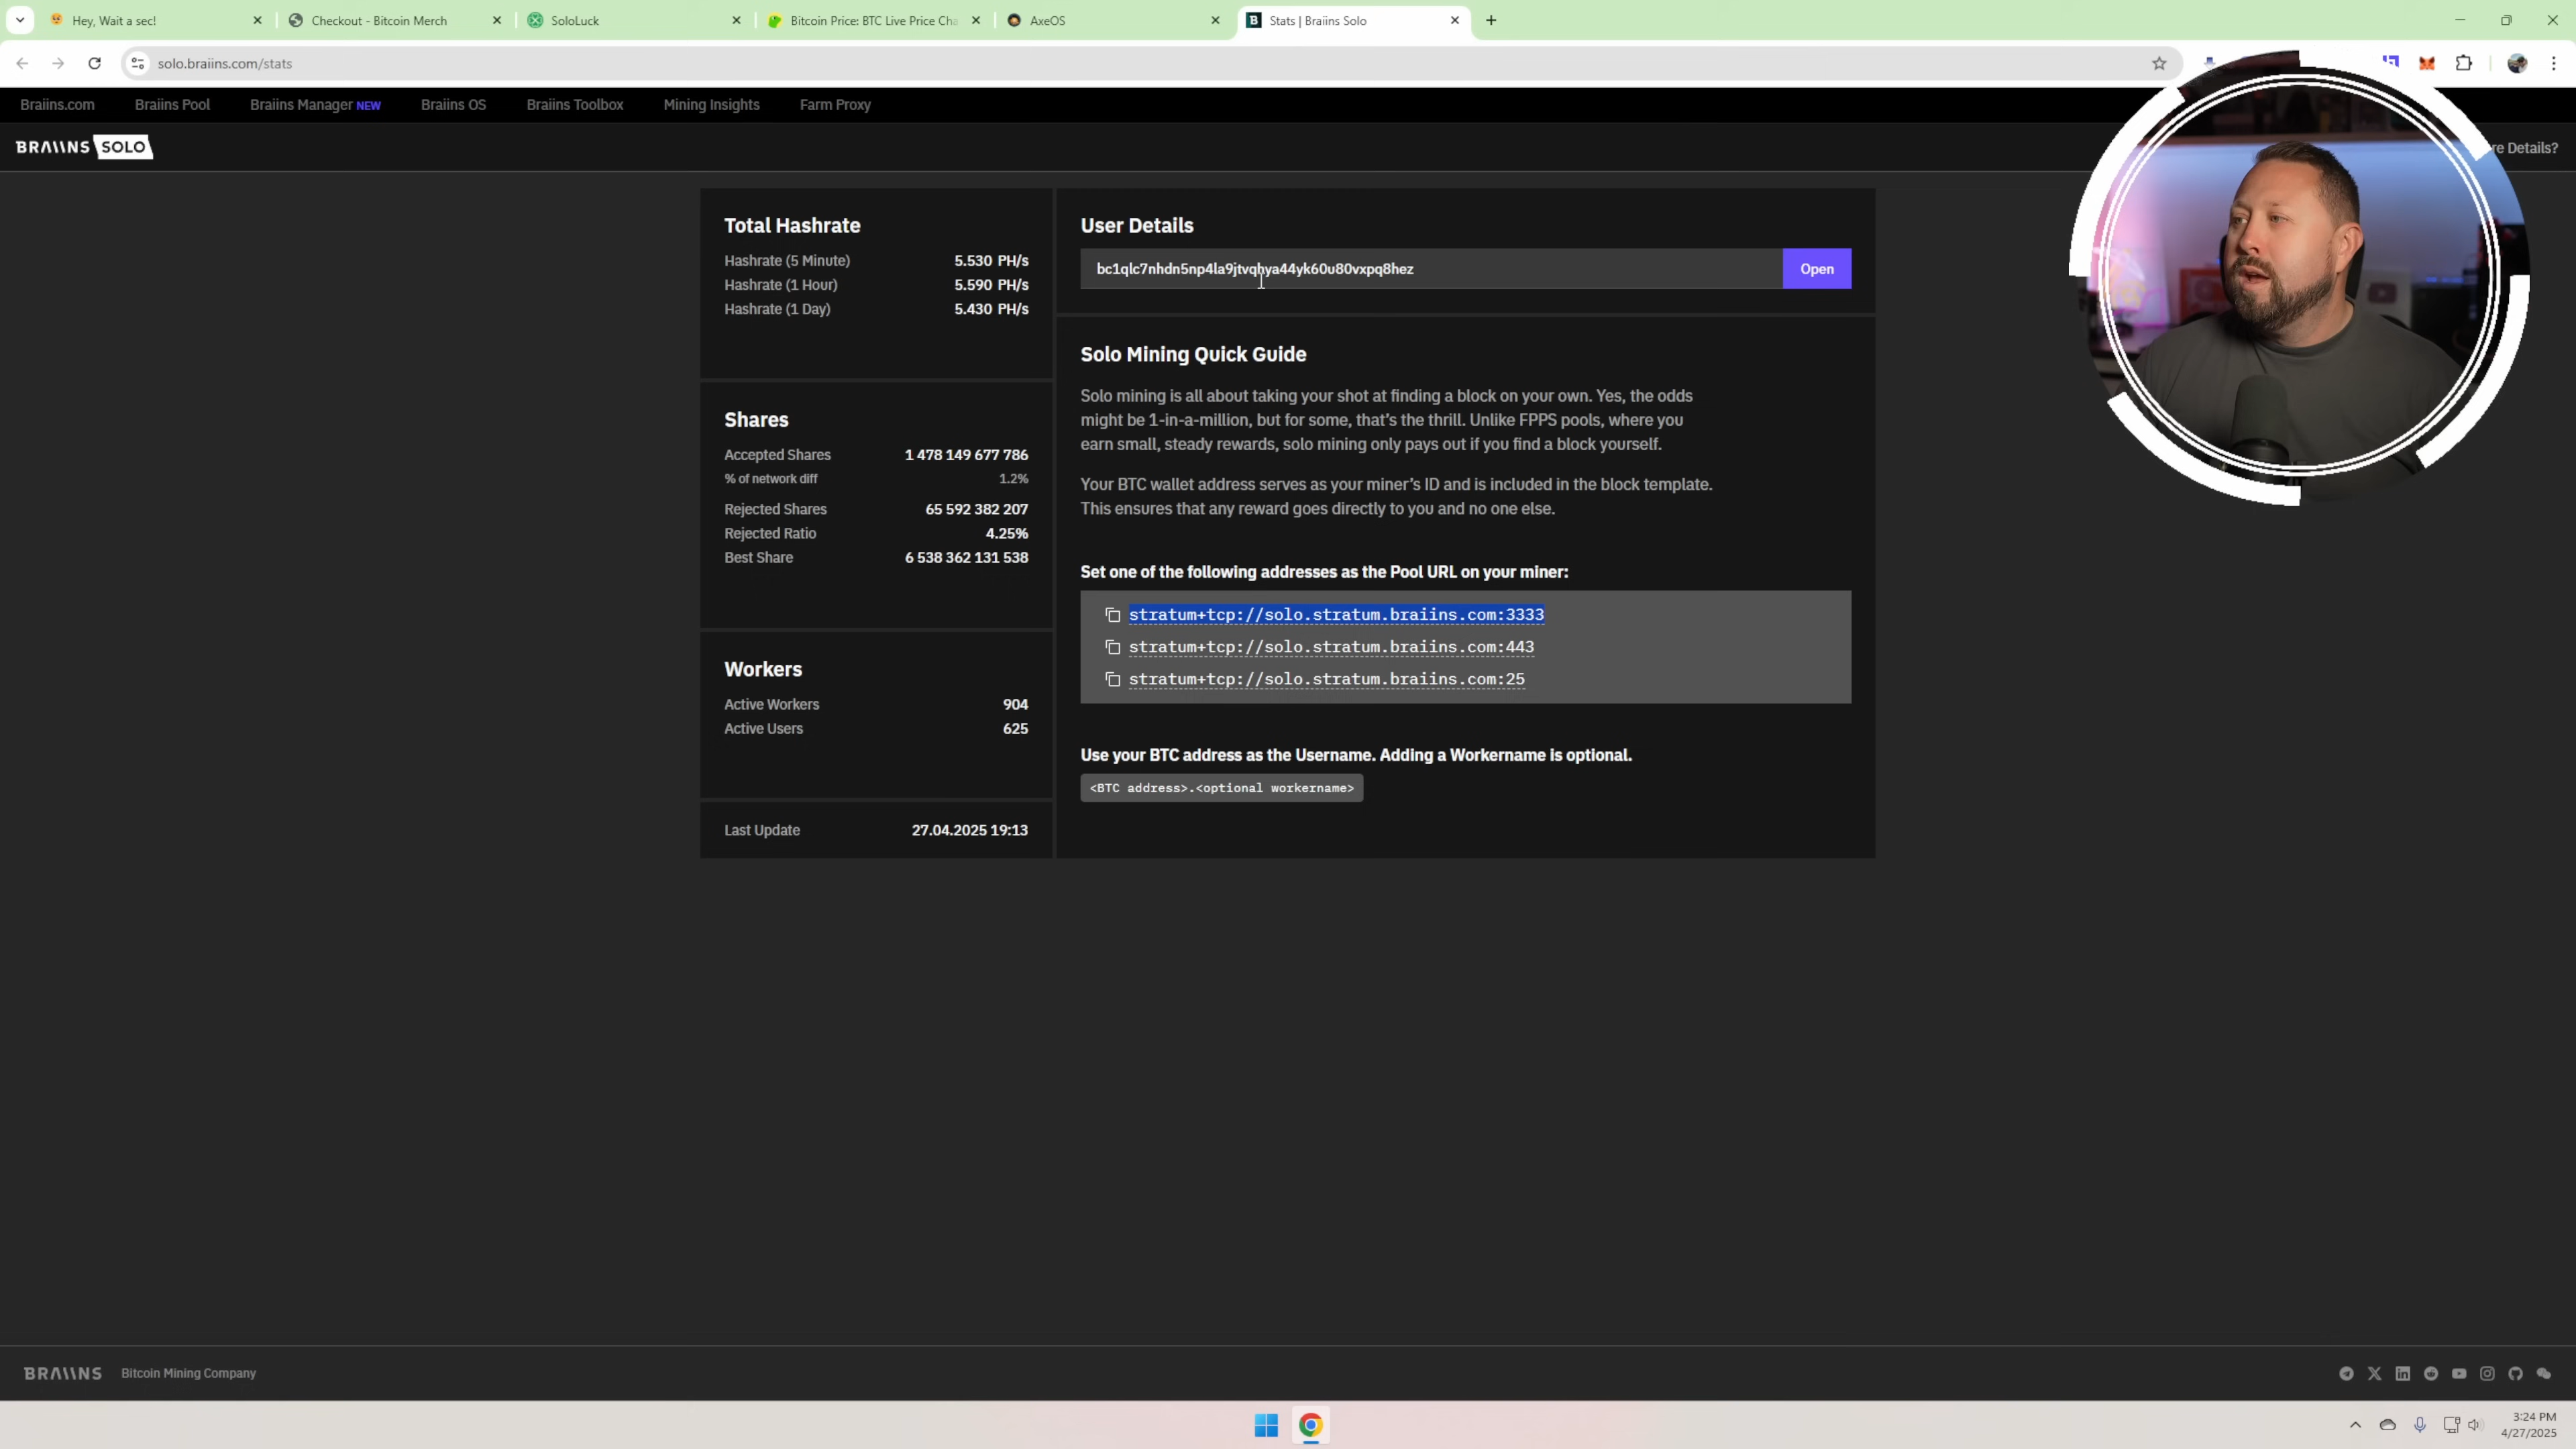 Hey, Wait a sec!
Checkout - Bitcoin Merch
SoloLuck
Bitcoin Price: BTC Live Price Cha
AxeOS
Stats | Braiins Solo
solo.braiins.com/stats
Braiins.com
Braiins Pool
Braiins Manager NEW
Braiins OS
Braiins Toolbox
Mining Insights
Farm Proxy
BRAIINS SOLO
Details?
Total Hashrate
Hashrate (5 Minute) 5.530 PH/s
Hashrate (1 Hour) 5.590 PH/s
Hashrate (1 Day) 5.430 PH/s
Shares
Accepted Shares 1 478 149 677 786
% of network diff 1.2%
Rejected Shares 65 592 382 207
Rejected Ratio 4.25%
Best Share 6 538 362 131 538
Workers
Active Workers 904
Active Users 625
Last Update 27.04.2025 19:13
User Details
bc1qlc7nhdn5np4la9jtvqhya44yk60u80vxpq8hez
Open
Solo Mining Quick Guide
Solo mining is all about taking your shot at finding a block on your own. Yes, the odds
might be 1-in-a-million, but for some, that's the thrill. Unlike FPPS pools, where you
earn small, steady rewards, solo mining only pays out if you find a block yourself.
Your BTC wallet address serves as your miner's ID and is included in the block template.
This ensures that any reward goes directly to you and no one else.
Set one of the following addresses as the Pool URL on your miner:
stratum+tcp://solo.stratum.braiins.com:3333
stratum+tcp://solo.stratum.braiins.com:443
stratum+tcp://solo.stratum.braiins.com:25
Use your BTC address as the Username. Adding a Workername is optional.
<BTC address>.<optional workername>
BRAIINS
Bitcoin Mining Company
3:24 PM
4/27/2025